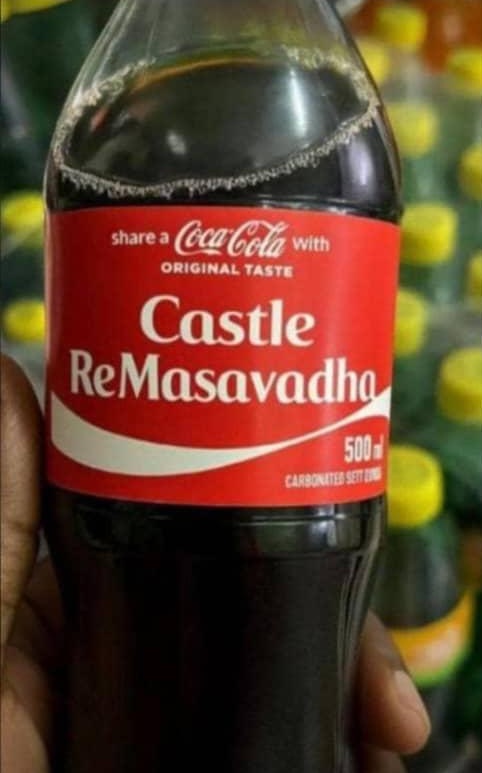 share a Coca-Cola with
ORIGINAL TASTE
Castle
ReMasavadha
500 ml
CARBONATED